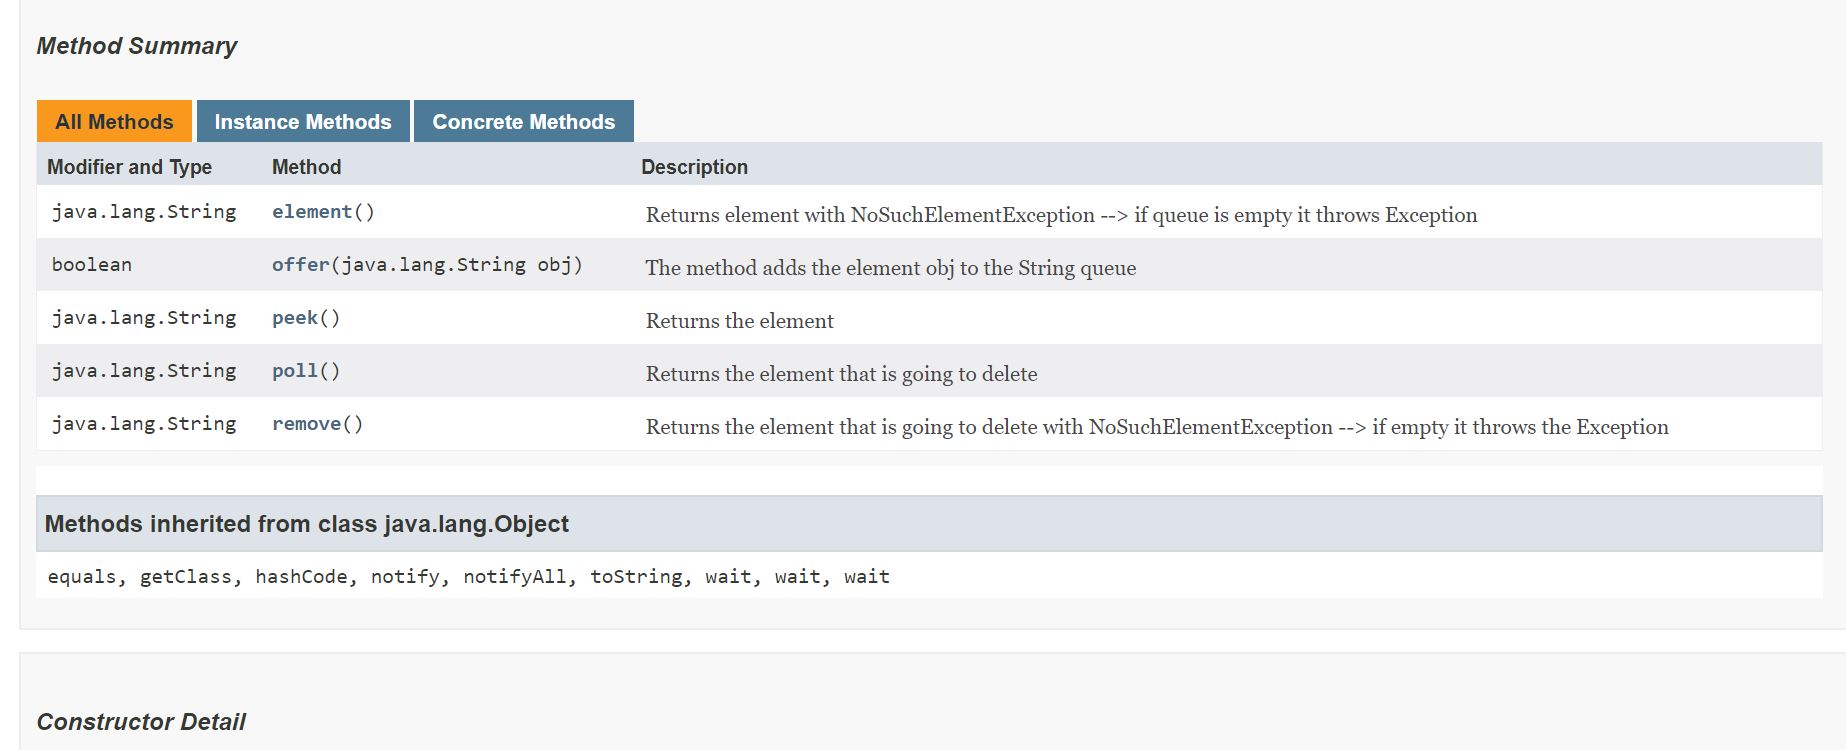 Method Summary
All Methods Instance Methods Concrete Methods
Modifier and Type Method Description
java.lang.String element() Returns element with NoSuchElementException --> if queue is empty it throws Exception
boolean offer(java.lang.String obj) The method adds the element obj to the String queue
java.lang.String peek() Returns the element
java.lang.String poll() Returns the element that is going to delete
java.lang.String remove() Returns the element that is going to delete with NoSuchElementException --> if empty it throws the Exception
Methods inherited from class java.lang.Object
equals, getClass, hashCode, notify, notifyAll, toString, wait, wait, wait
Constructor Detail